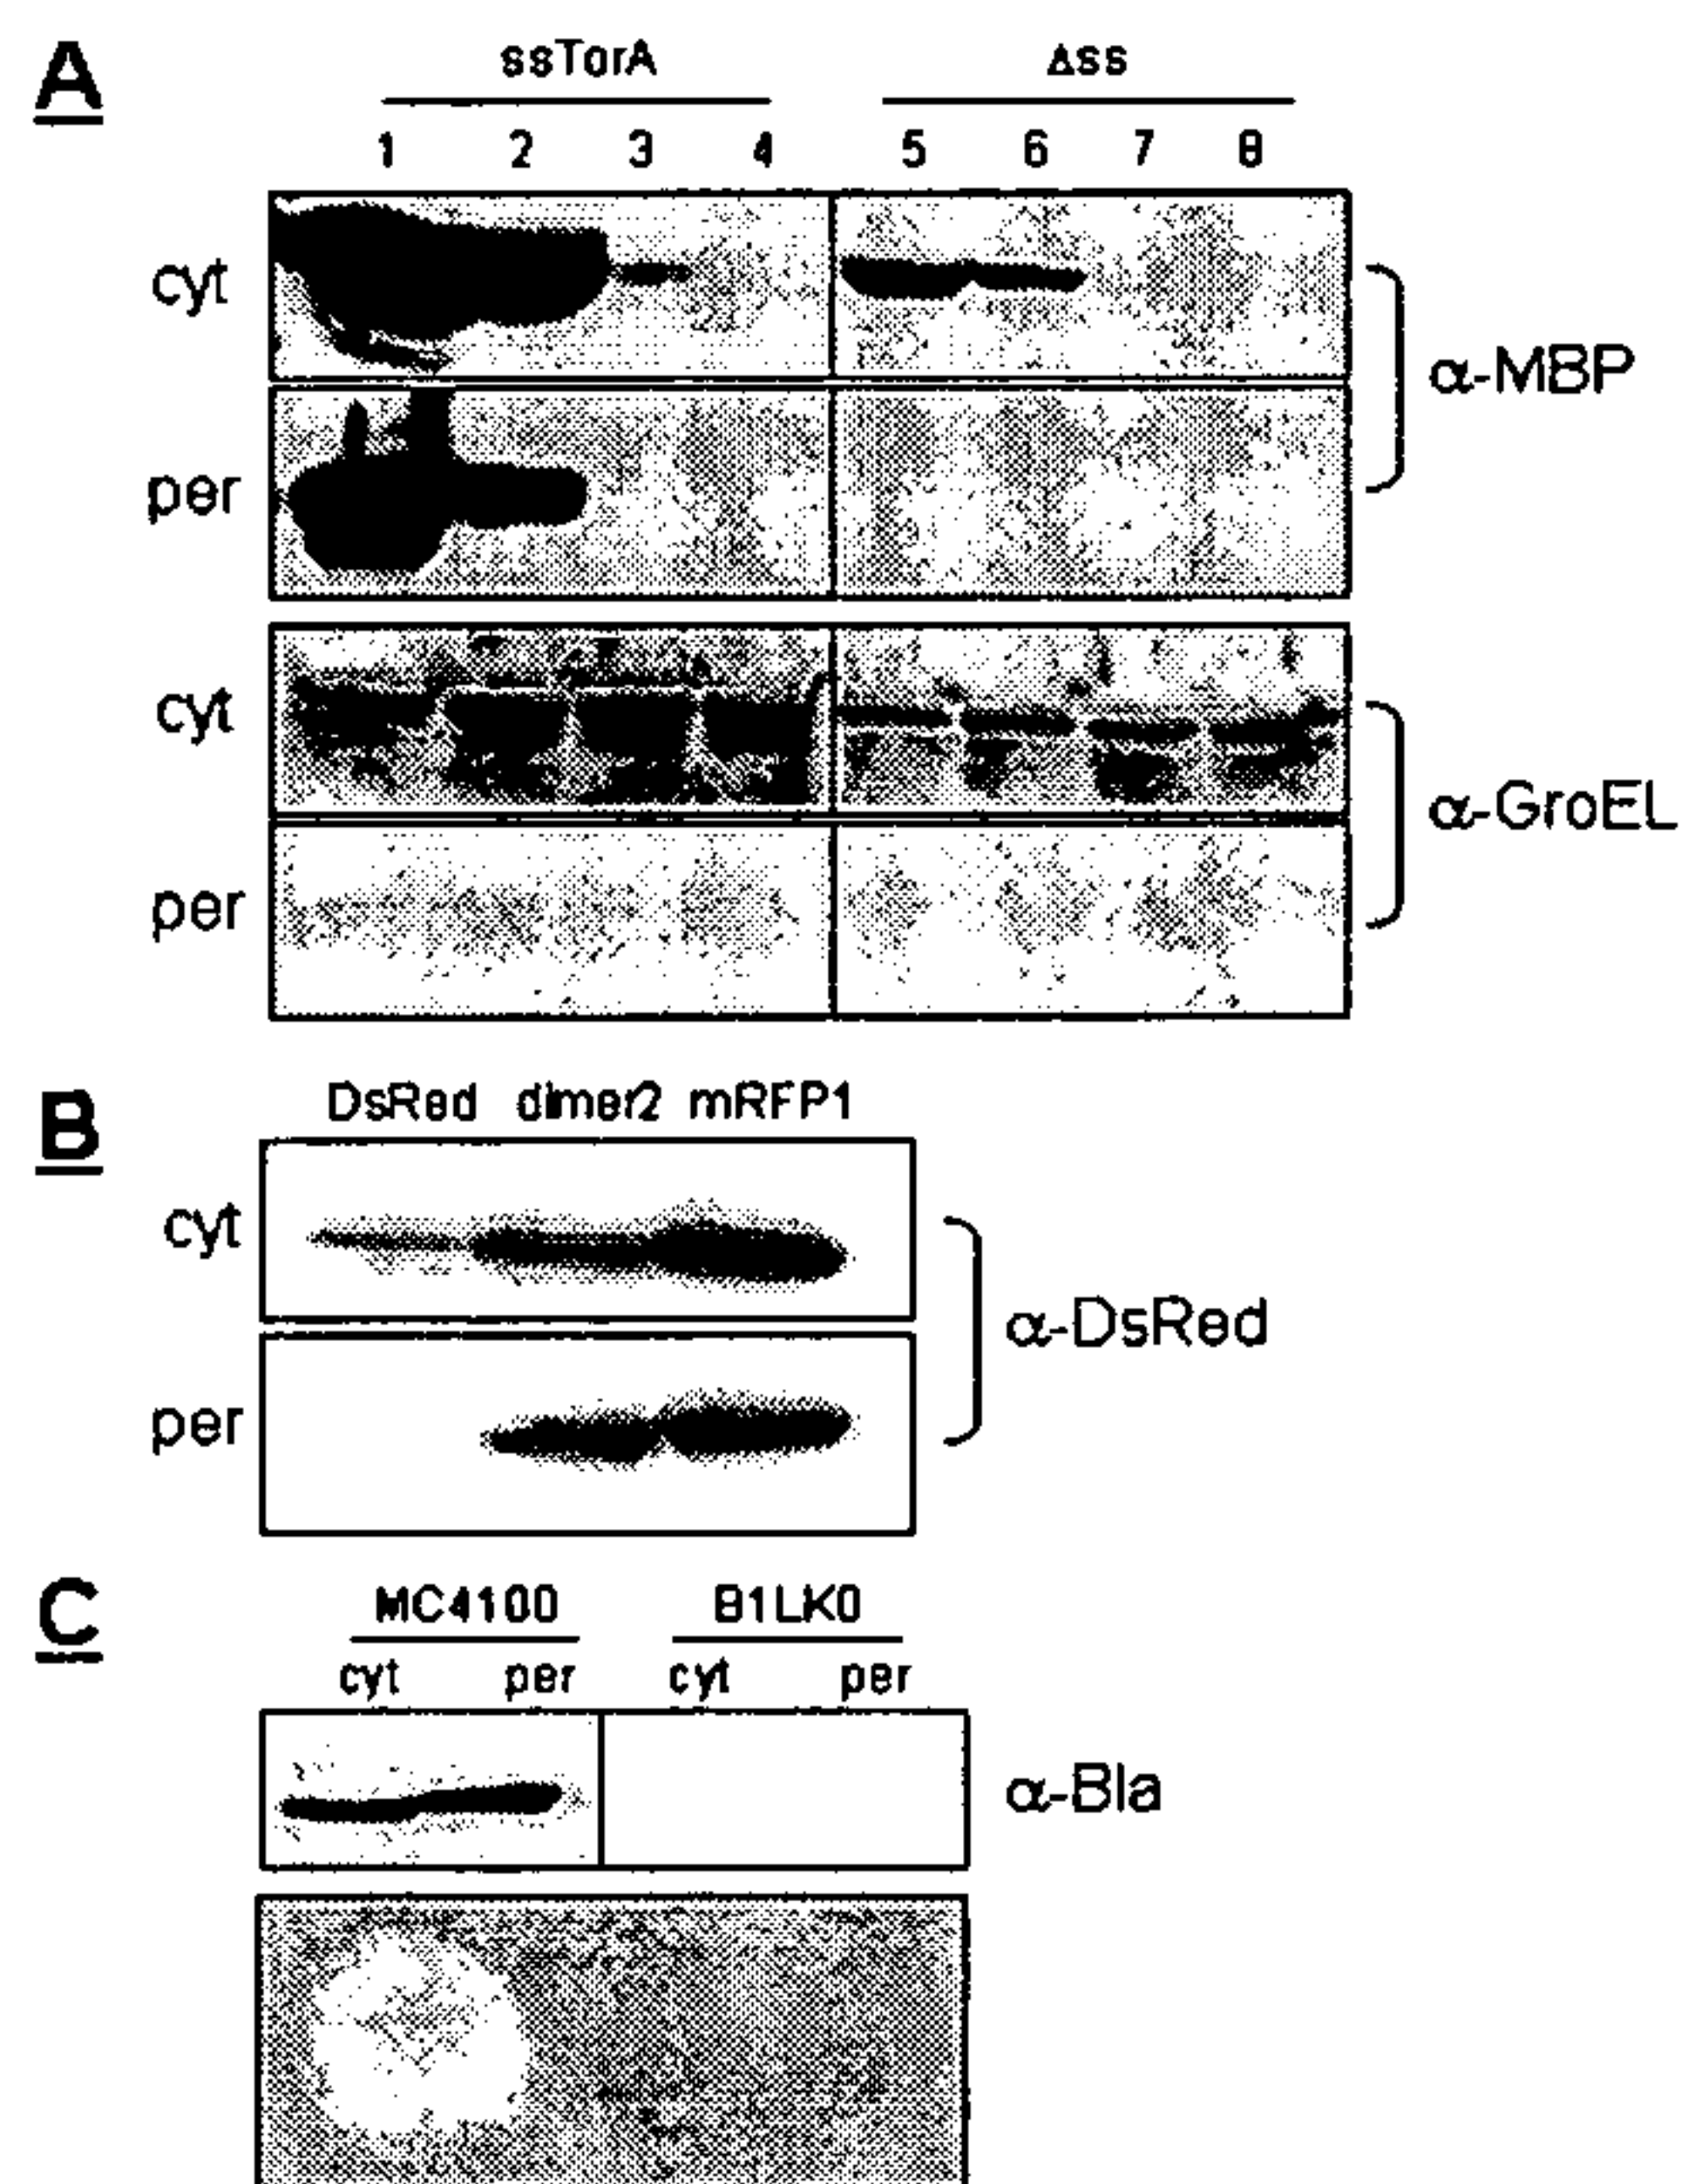 A
ssTorA Δss
1 2 3 4 5 6 7 8
cyt
α-MBP
per
cyt
α-GroEL
per
B
DsRed dimer2 mRFP1
cyt
α-DsRed
per
C
MC4100 B1LK0
cyt per cyt per
α-Bla